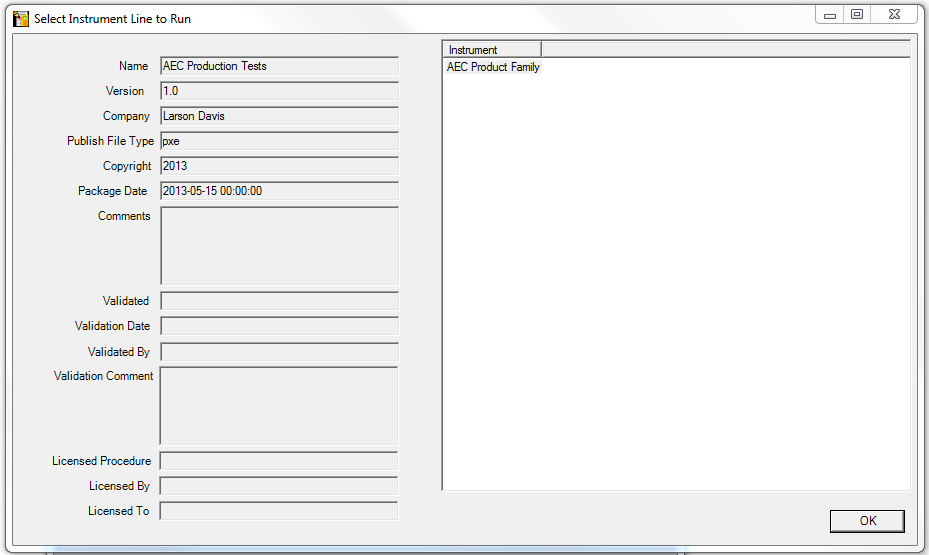 Select Instrument Line to Run
Name AEC Production Tests
Version 1.0
Company Larson Davis
Publish File Type pxe
Copyright 2013
Package Date 2013-05-15 00:00:00
Comments
Validated
Validation Date
Validated By
Validation Comment
Licensed Procedure
Licensed By
Licensed To
Instrument
AEC Product Family
OK